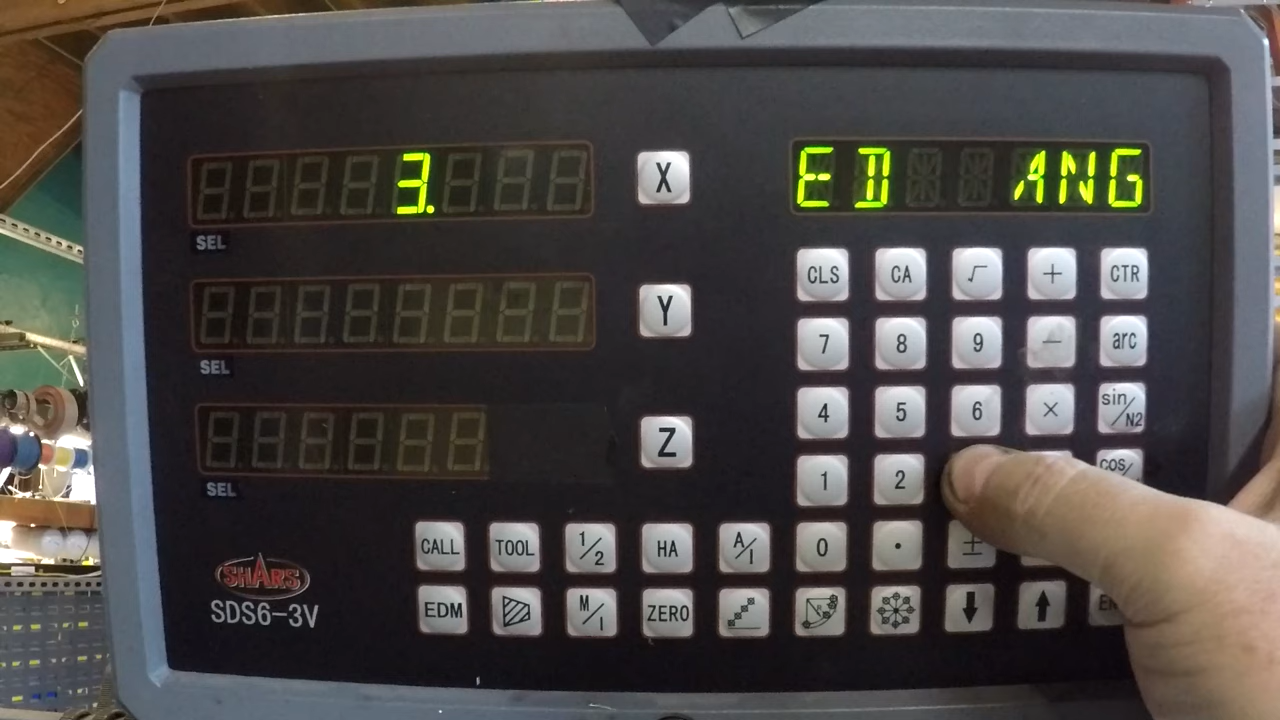 3. X ED ANG
SEL
CLS CA √ + CTR
Y 7 8 9 − arc
SEL
4 5 6 × sin/N2
Z
1 2 cos/
SEL
CALL TOOL 1/2 HA A/I 0 . ±
SHARS
SDS6-3V
EDM M/I ZERO ⬇ ⬆